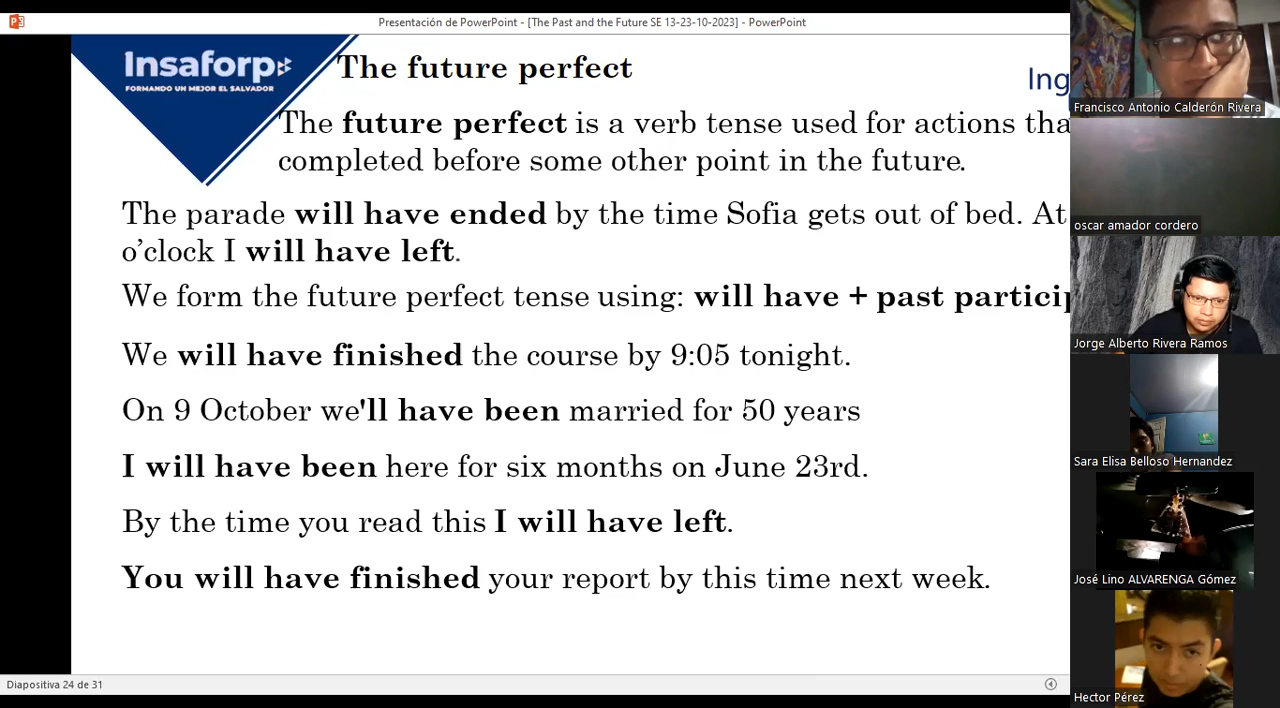 Presentación de PowerPoint - [The Past and the Future SE 13-23-10-2023] - PowerPoint
Insaforp
FORMANDO UN MEJOR EL SALVADOR
The future perfect
Ing
The future perfect is a verb tense used for actions tha
completed before some other point in the future.
The parade will have ended by the time Sofia gets out of bed. At
o’clock I will have left.
We form the future perfect tense using: will have + past particip
We will have finished the course by 9:05 tonight.
On 9 October we'll have been married for 50 years
I will have been here for six months on June 23rd.
By the time you read this I will have left.
You will have finished your report by this time next week.
Diapositiva 24 de 31
Francisco Antonio Calderón Rivera
oscar amador cordero
Jorge Alberto Rivera Ramos
Sara Elisa Belloso Hernandez
José Lino ALVARENGA Gómez
Hector Pérez